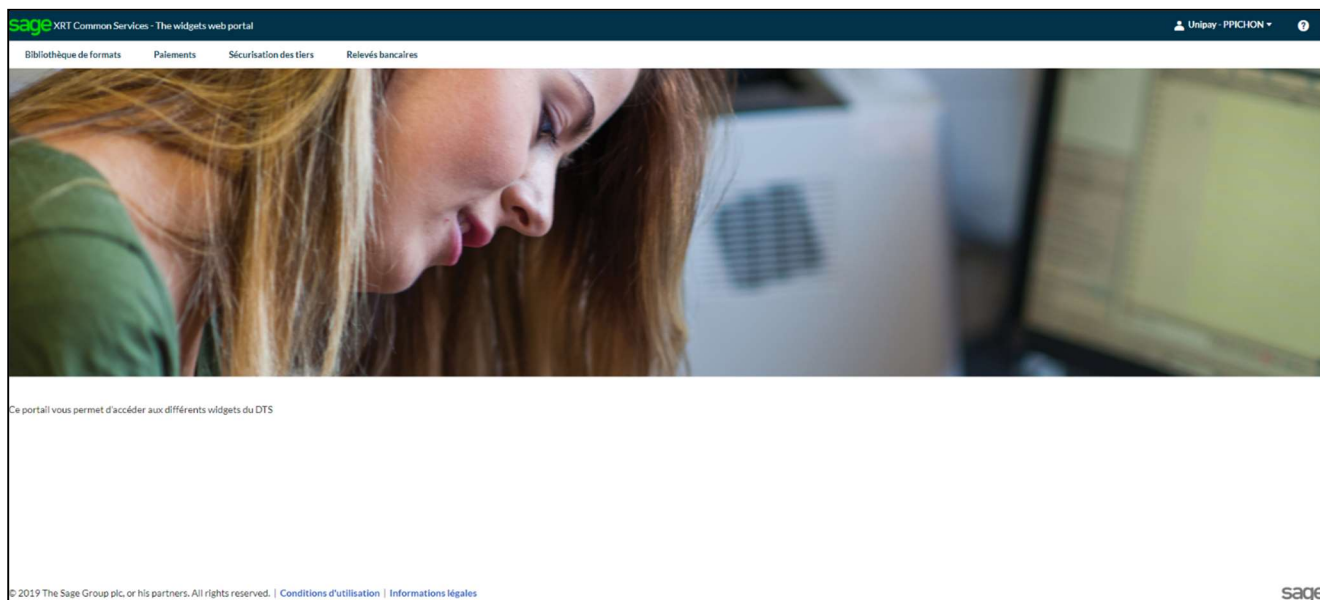 sage XRT Common Services - The widgets web portal
Unipay - PPICHON
?
Bibliothèque de formats Paiements Sécurisation des tiers Relevés bancaires
Ce portail vous permet d'accéder aux différents widgets du DTS
© 2019 The Sage Group plc, or his partners. All rights reserved. | Conditions d'utilisation | Informations légales
sage